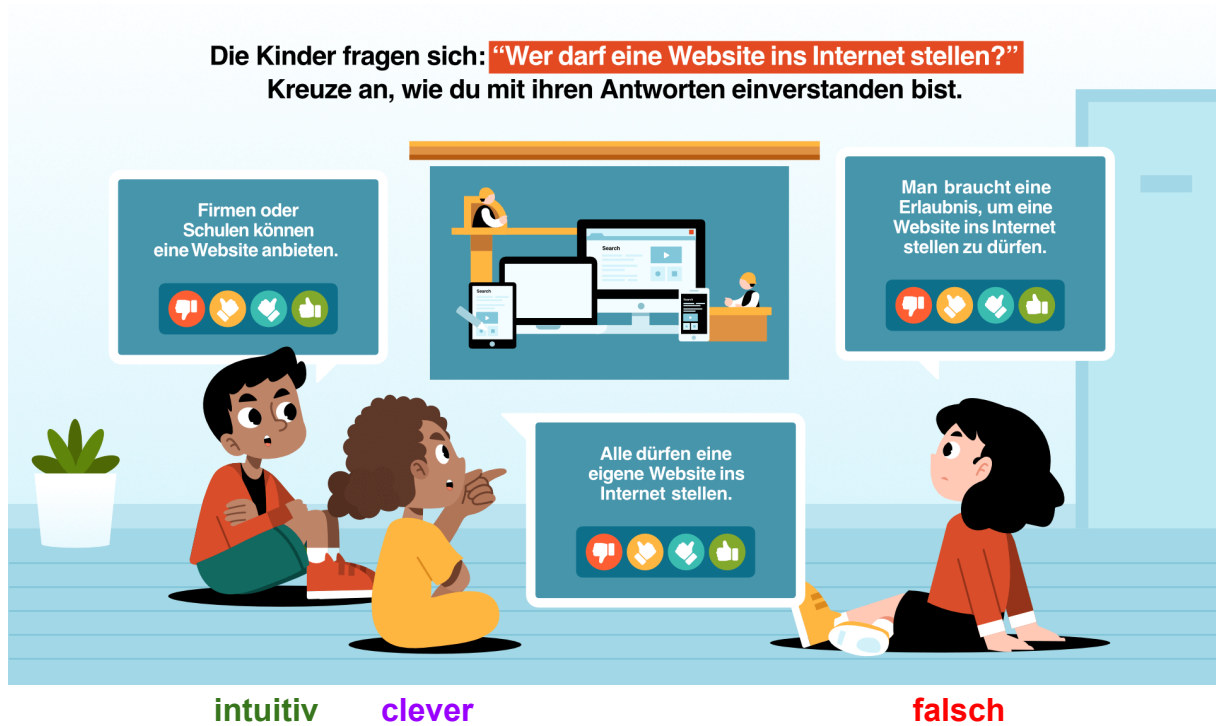 Die Kinder fragen sich: “Wer darf eine Website ins Internet stellen?”
Kreuze an, wie du mit ihren Antworten einverstanden bist.
Firmen oder
Schulen können
eine Website anbieten.
Search
Search
Search
Man braucht eine
Erlaubnis, um eine
Website ins Internet
stellen zu dürfen.
Alle dürfen eine
eigene Website ins
Internet stellen.
intuitiv clever falsch